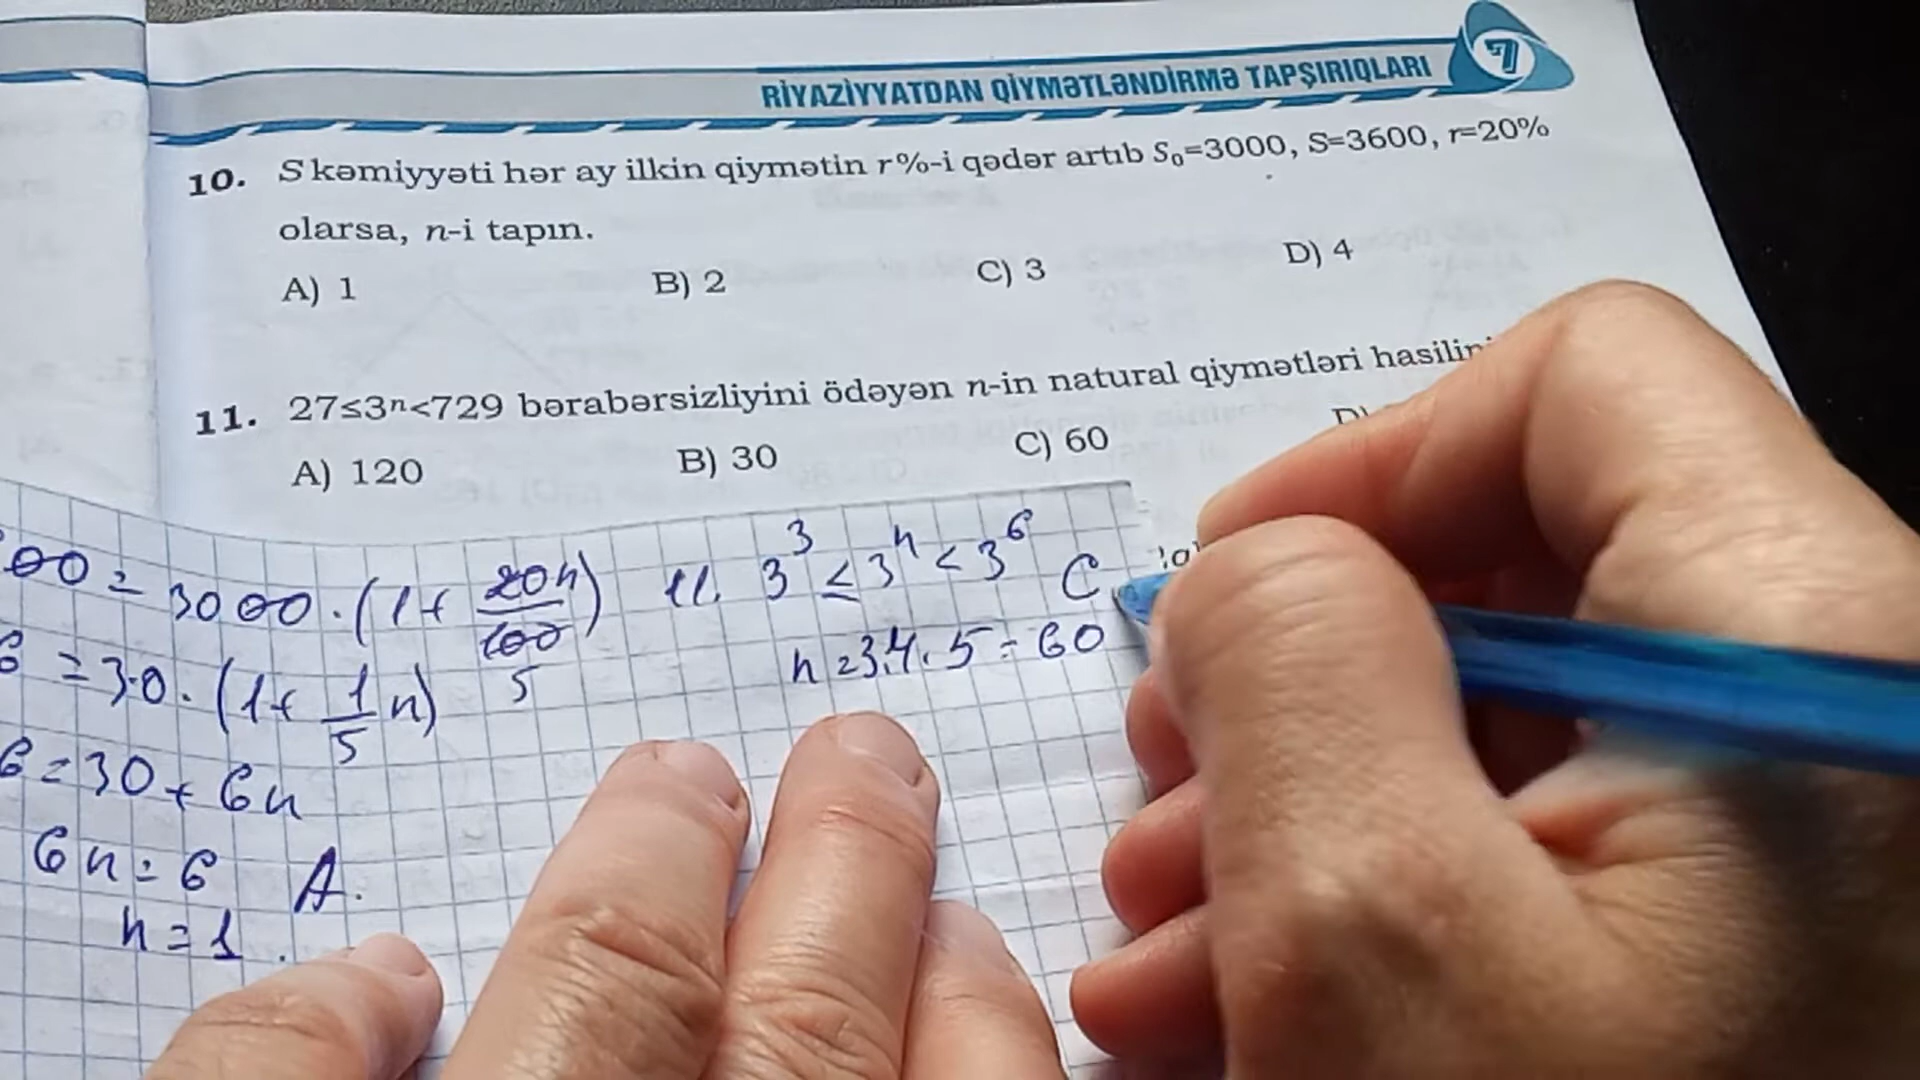 RİYAZİYYATDAN QİYMƏTLƏNDİRMƏ TAPŞIRIQLARI 7
10. S kəmiyyəti hər ay ilkin qiymətin r%-i qədər artıb S₀=3000, S=3600, r=20%
olarsa, n-i tapın.
A) 1 B) 2 C) 3 D) 4
11. 27≤3ⁿ<729 bərabərsizliyini ödəyən n-in natural qiymətləri
A) 120 B) 30 C) 60
00 = 3000 · (1+ 20n/100)
5
6 = 30 · (1+ 1/5 n)
6 = 30 + 6n
6n = 6 A.
n = 1.
11. 3³ ≤ 3ⁿ < 3⁶ C
n = 3.4.5 = 60